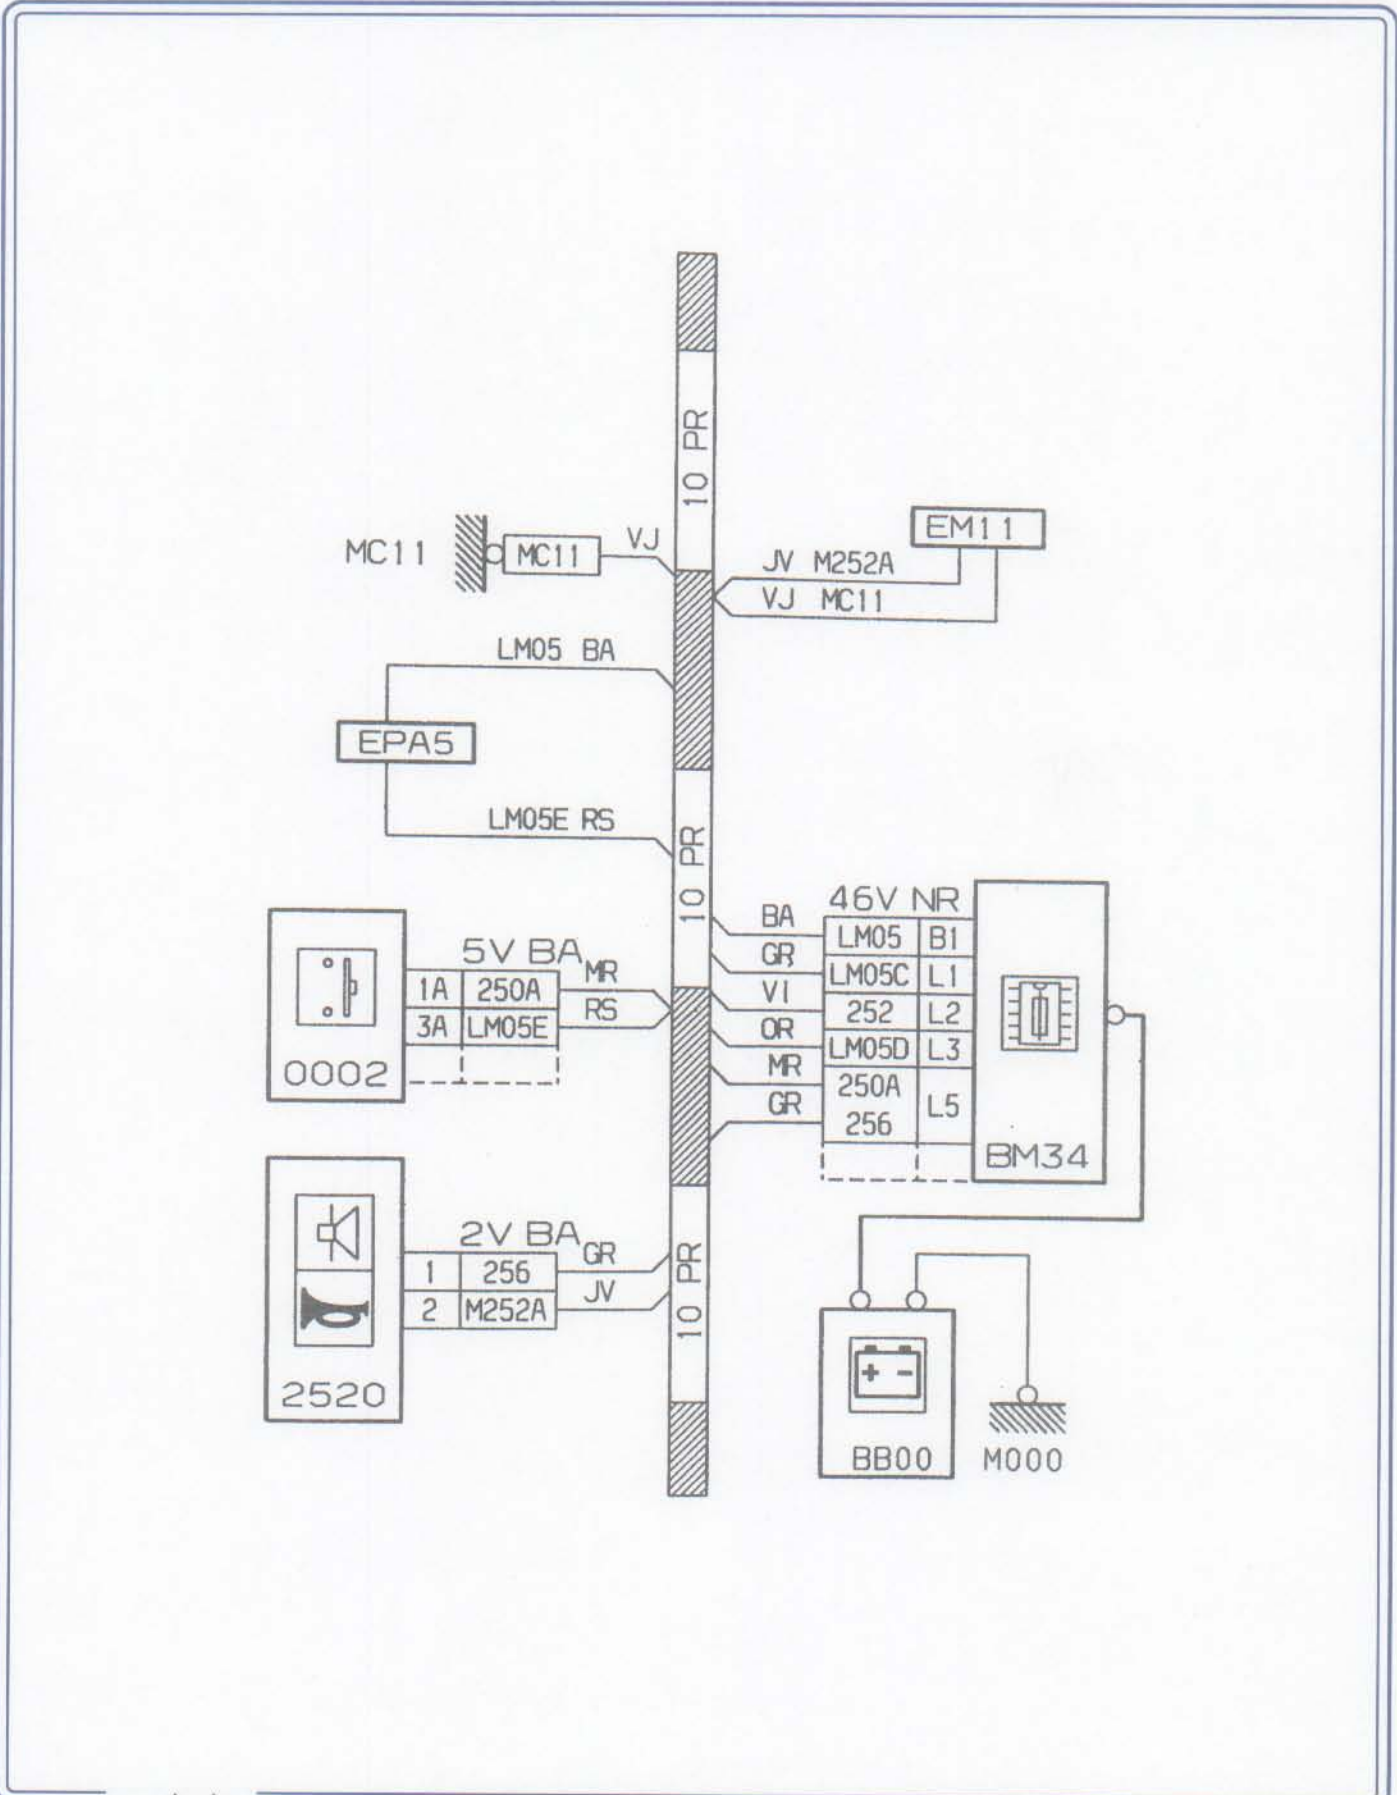 10 PR
EM11
MC11
MC11
VJ
JV M252A
VJ MC11
LM05 BA
EPA5
LM05E RS
10 PR
46V NR
BA
LM05 B1
GR
LM05C L1
VI
252 L2
OR
LM05D L3
MR
250A
GR
256
L5
BM34
5V BA
MR
1A 250A
RS
3A LM05E
0002
2V BA
GR
1 256
JV
2 M252A
10 PR
2520
+ -
BB00
M000